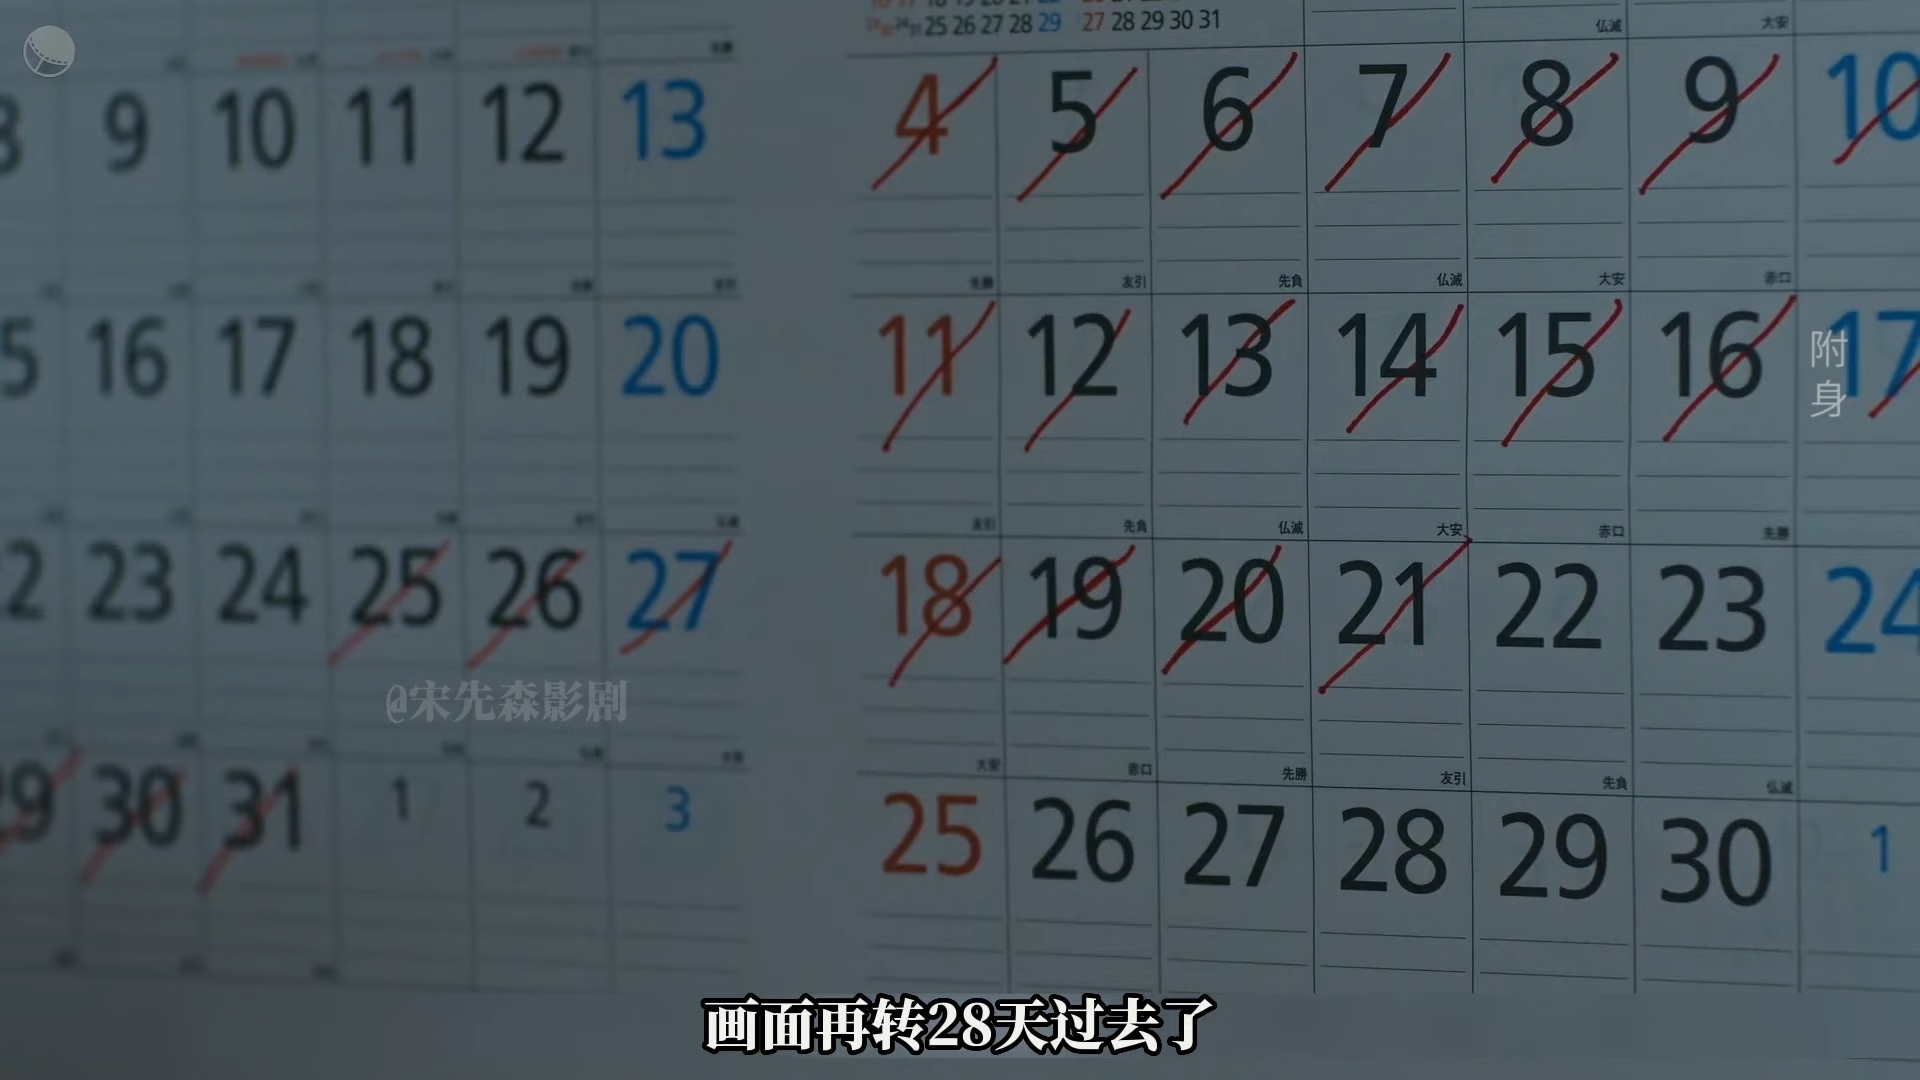 25 26 27 28 29 27 28 29 30 31
仏滅 大安
9 10 11 12 13
4 5 6 7 8 9 10
先勝 友引 先負 仏滅 大安 赤口
16 17 18 19 20
11 12 13 14 15 16 17
附身
友引 先負 仏滅 大安 赤口 先勝
23 24 25 26 27
18 19 20 21 22 23 24
@宋先森影剧
大安 赤口 先勝 友引 先負 仏滅
29 30 31 1 2 3
25 26 27 28 29 30 1
画面再转28天过去了